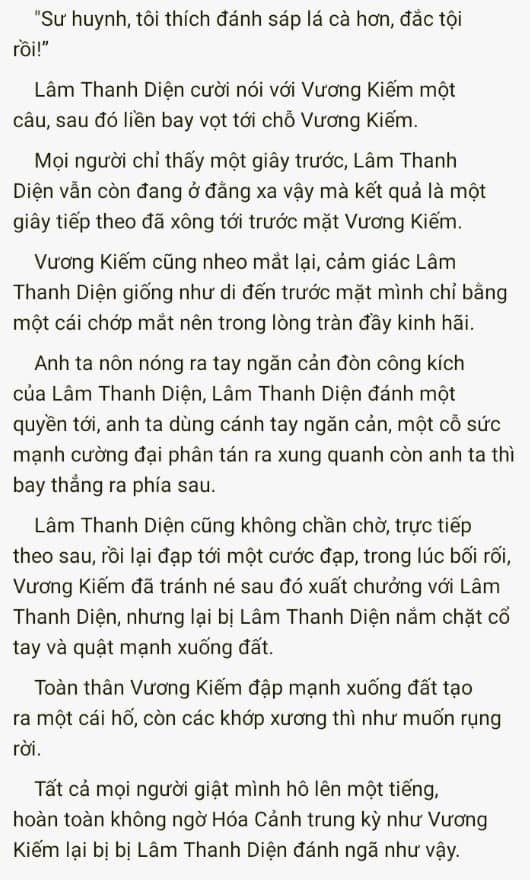 "Sư huynh, tôi thích đánh sáp lá cà hơn, đắc tội
rồi!”
Lâm Thanh Diện cười nói với Vương Kiếm một
câu, sau đó liền bay vọt tới chỗ Vương Kiếm.
Mọi người chỉ thấy một giây trước, Lâm Thanh
Diện vẫn còn đang ở đằng xa vậy mà kết quả là một
giây tiếp theo đã xông tới trước mặt Vương Kiếm.
Vương Kiếm cũng nheo mắt lại, cảm giác Lâm
Thanh Diện giống như di đến trước mặt mình chỉ bằng
một cái chớp mắt nên trong lòng tràn đầy kinh hãi.
Anh ta nôn nóng ra tay ngăn cản đòn công kích
của Lâm Thanh Diện, Lâm Thanh Diện đánh một
quyền tới, anh ta dùng cánh tay ngăn cản, một cỗ sức
mạnh cường đại phân tán ra xung quanh còn anh ta thì
bay thẳng ra phía sau.
Lâm Thanh Diện cũng không chần chờ, trực tiếp
theo sau, rồi lại đạp tới một cước đạp, trong lúc bối rối,
Vương Kiếm đã tránh né sau đó xuất chưởng với Lâm
Thanh Diện, nhưng lại bị Lâm Thanh Diện nắm chặt cổ
tay và quật mạnh xuống đất.
Toàn thân Vương Kiếm đập mạnh xuống đất tạo
ra một cái hố, còn các khớp xương thì như muốn rụng
rời.
Tất cả mọi người giật mình hô lên một tiếng,
hoàn toàn không ngờ Hóa Cảnh trung kỳ như Vương
Kiếm lại bị bị Lâm Thanh Diện đánh ngã như vậy.